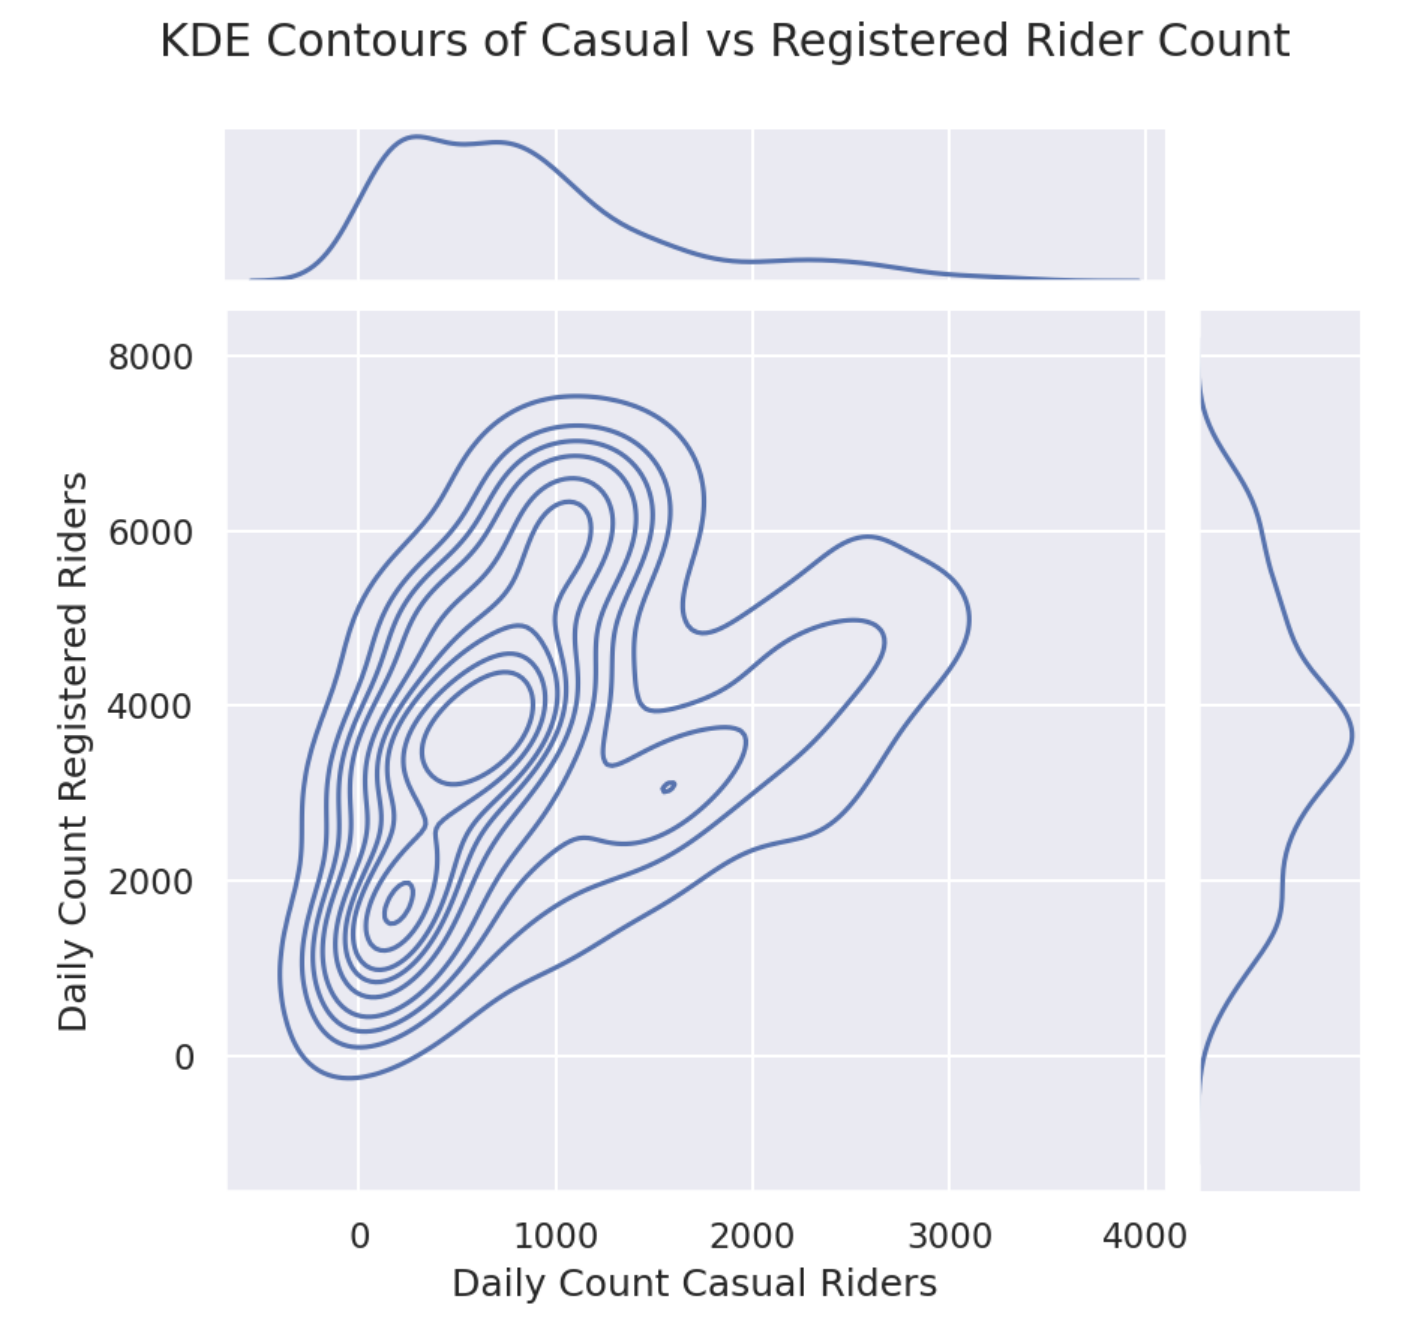 KDE Contours of Casual vs Registered Rider Count
8000
6000
4000
2000
0
Daily Count Registered Riders
0 1000 2000 3000 4000
Daily Count Casual Riders